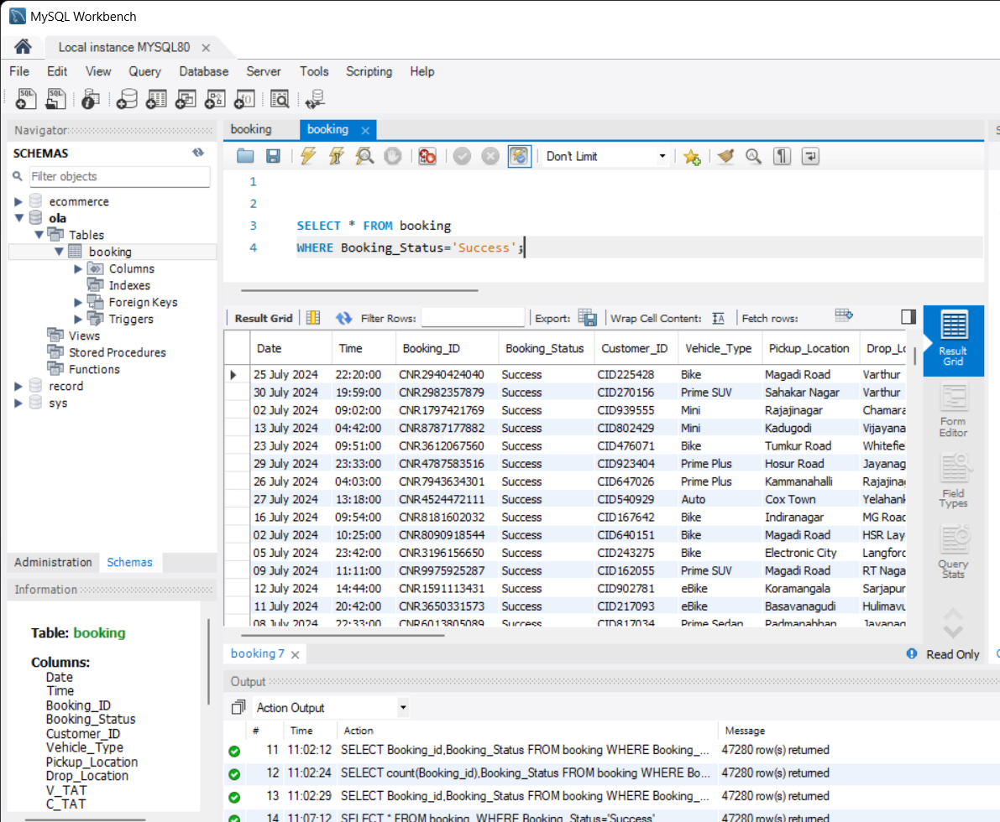 MySQL Workbench
Local instance MYSQL80
File Edit View Query Database Server Tools Scripting Help
Navigator
SCHEMAS
Filter objects
ecommerce
ola
Tables
booking
Columns
Indexes
Foreign Keys
Triggers
Views
Stored Procedures
Functions
record
sys
Administration Schemas
Information
Table: booking
Columns:
Date
Time
Booking_ID
Booking_Status
Customer_ID
Vehicle_Type
Pickup_Location
Drop_Location
V_TAT
C_TAT
booking booking
Don't Limit
1
2
3 SELECT * FROM booking
4 WHERE Booking_Status='Success';
Result Grid Filter Rows: Export: Wrap Cell Content: Fetch rows:
Date Time Booking_ID Booking_Status Customer_ID Vehicle_Type Pickup_Location Drop_Lo
25 July 2024 22:20:00 CNR2940424040 Success CID225428 Bike Magadi Road Varthur
30 July 2024 19:59:00 CNR2982357879 Success CID270156 Prime SUV Sahakar Nagar Varthur
02 July 2024 09:02:00 CNR1797421769 Success CID939555 Mini Rajajinagar Chamara
13 July 2024 04:42:00 CNR8787177882 Success CID802429 Mini Kadugodi Vijayana
23 July 2024 09:51:00 CNR3612067560 Success CID476071 Bike Tumkur Road Whitefie
29 July 2024 23:33:00 CNR4787583516 Success CID923404 Prime Plus Hosur Road Jayanag
26 July 2024 04:03:00 CNR7943634301 Success CID647026 Prime Plus Kammanahalli Rajajina
27 July 2024 13:18:00 CNR4524472111 Success CID540929 Auto Cox Town Yelahank
16 July 2024 09:54:00 CNR8181602032 Success CID167642 Bike Indiranagar MG Road
02 July 2024 10:25:00 CNR8090918544 Success CID640151 Bike Magadi Road HSR Lay
05 July 2024 23:42:00 CNR3196156650 Success CID243275 Bike Electronic City Langford
09 July 2024 11:11:00 CNR9975925287 Success CID162055 Prime SUV Magadi Road RT Naga
12 July 2024 14:44:00 CNR1591113431 Success CID902781 eBike Koramangala Sarjapur
11 July 2024 20:42:00 CNR3650331573 Success CID217093 eBike Basavanagudi Hulimavu
08 July 2024 22:33:00 CNR6013805089 Success CID817034 Prime Sedan Padmanabhan Jayanag
Result Grid
Form Editor
Field Types
Query Stats
booking 7
Read Only
Output
Action Output
# Time Action Message
11 11:02:12 SELECT Booking_id,Booking_Status FROM booking WHERE Booking_... 47280 row(s) returned
12 11:02:24 SELECT count(Booking_id),Booking_Status FROM booking WHERE Bo... 47280 row(s) returned
13 11:02:29 SELECT Booking_id,Booking_Status FROM booking WHERE Booking_... 47280 row(s) returned
14 11:07:12 SELECT * FROM booking WHERE Booking_Status='Success' 47280 row(s) returned